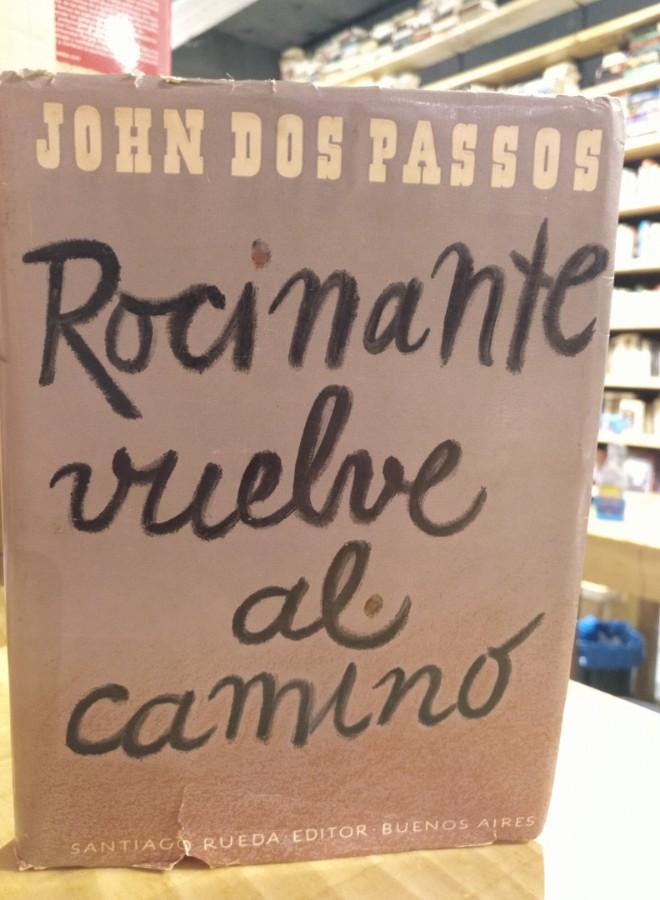 JOHN DOS PASSOS
Rocinante
vuelve
al
camino
SANTIAGO RUEDA · EDITOR · BUENOS AIRES